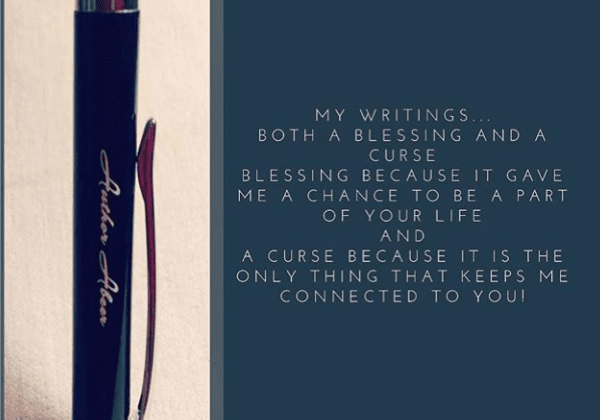 Author Abeer
MY WRITINGS...
BOTH A BLESSING AND A
CURSE
BLESSING BECAUSE IT GAVE
ME A CHANCE TO BE A PART
OF YOUR LIFE
AND
A CURSE BECAUSE IT IS THE
ONLY THING THAT KEEPS ME
CONNECTED TO YOU!